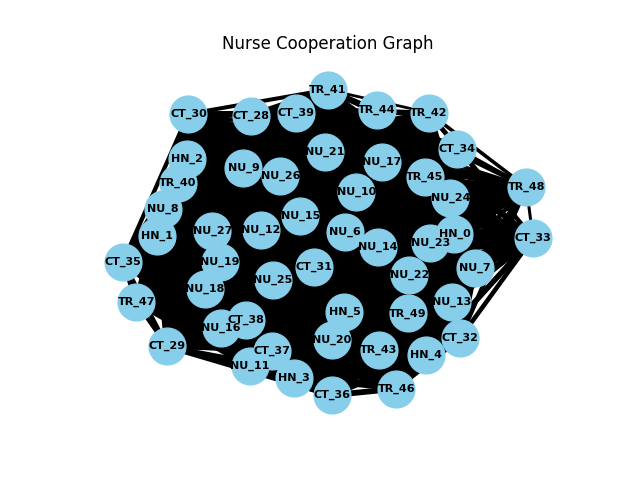 Nurse Cooperation Graph
TR_41
CT_30
CT_28
CT_39
TR_44
TR_42
HN_2
NU_9
NU_26
NU_21
NU_17
CT_34
TR_40
TR_45
TR_48
NU_8
NU_10
NU_24
HN_1
NU_27
NU_12
NU_15
NU_6
NU_14
NU_23
HN_0
CT_33
CT_35
NU_19
CT_31
NU_22
NU_7
NU_18
NU_25
TR_47
HN_5
TR_49
NU_13
NU_16
CT_38
CT_29
CT_37
NU_20
TR_43
HN_4
CT_32
NU_11
HN_3
CT_36
TR_46